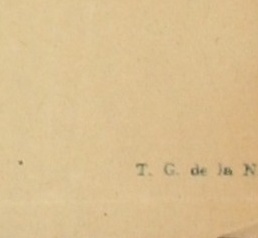 T. G. de la N